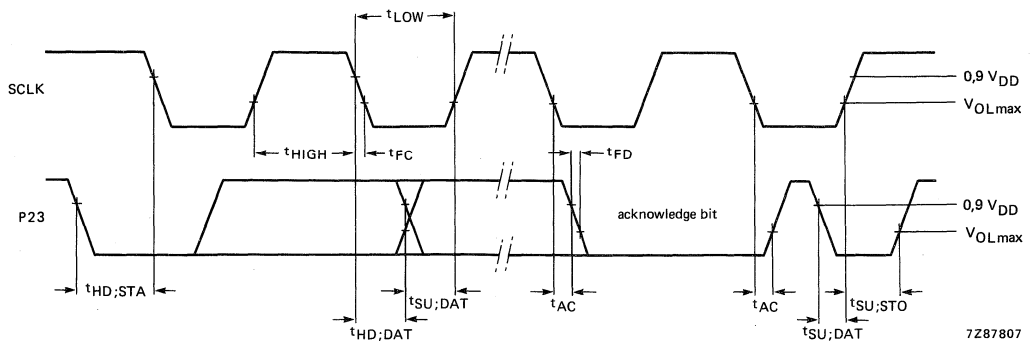 tLOW
SCLK
0,9 VDD
VOLmax
tHIGH
tFC
tFD
P23
acknowledge bit
0,9 VDD
VOLmax
tHD;STA
tSU;DAT
tAC
tAC
tSU;STO
tHD;DAT
tSU;DAT
7Z87807